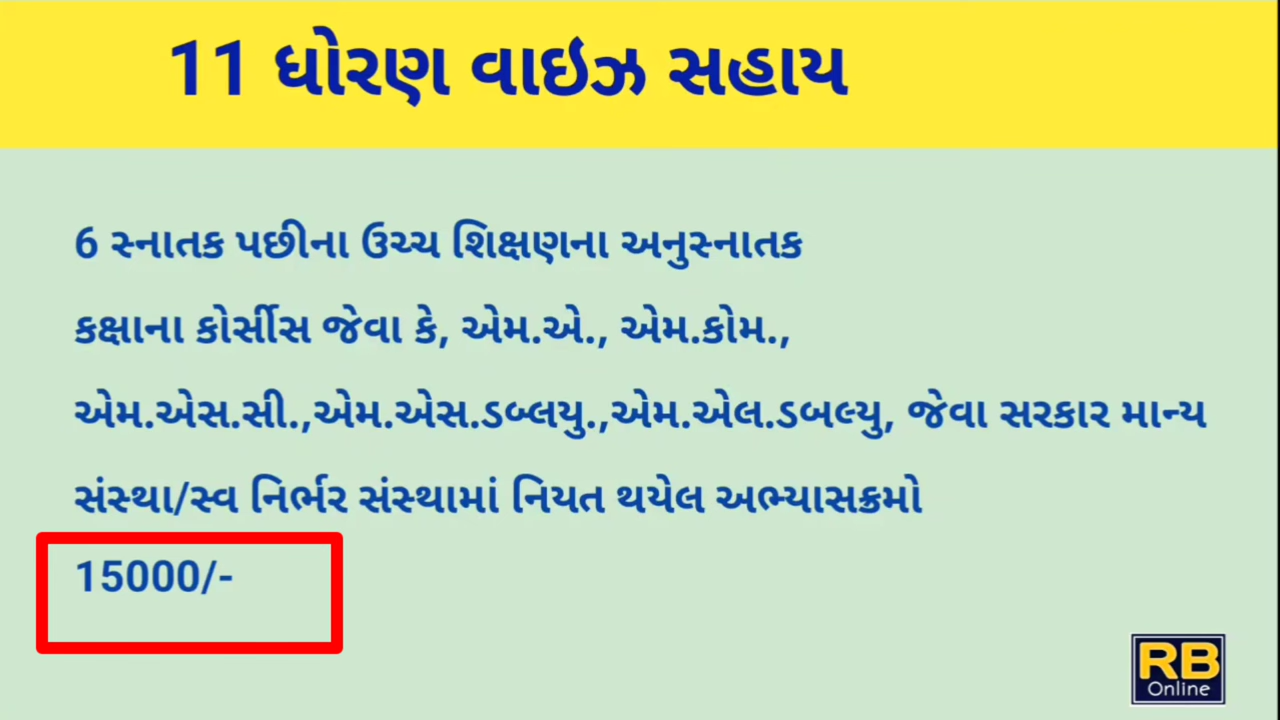 11 ધોરણ વાઇઝ સહાય
6 સ્નાતક પછીના ઉચ્ચ શિક્ષણના અનુસ્નાતક
કક્ષાના કોર્સીસ જેવા કે, એમ.એ., એમ.કોમ.,
એમ.એસ.સી.,એમ.એસ.ડબ્લયુ.,એમ.એલ.ડબલ્યુ, જેવા સરકાર માન્ય
સંસ્થા/સ્વ નિર્ભર સંસ્થામાં નિયત થયેલ અભ્યાસક્રમો
15000/-
RB
Online